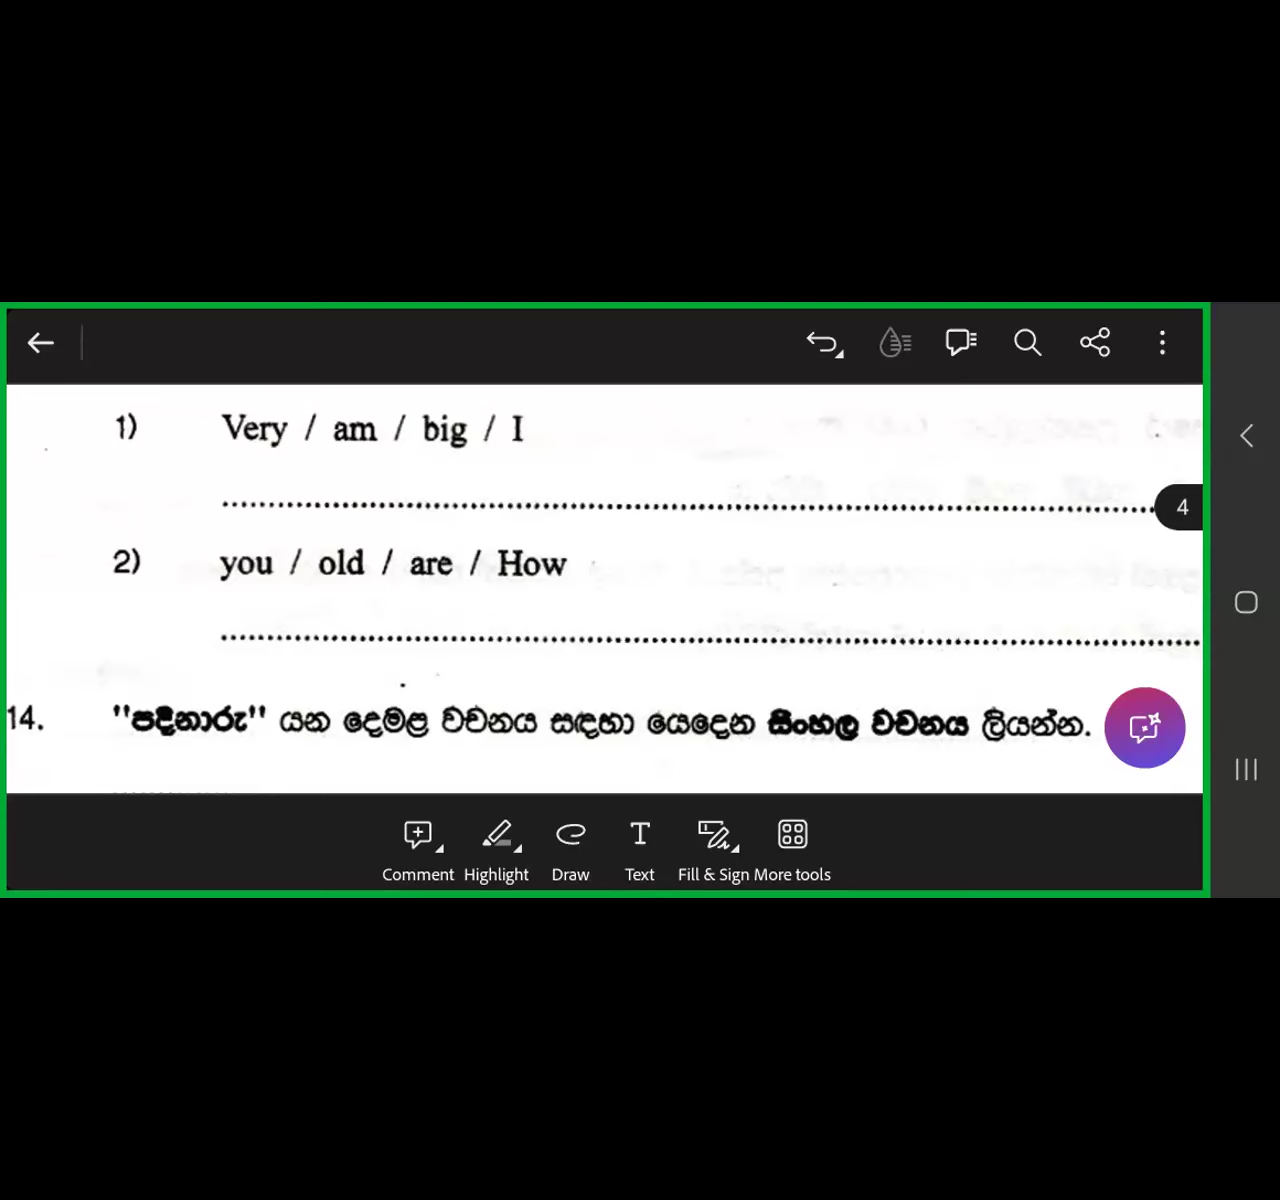 1) Very / am / big / I
4
2) you / old / are / How
14. "පදිනාරු" යන දෙමළ වචනය සඳහා යෙදෙන සිංහල වචනය ලියන්න.
Comment Highlight Draw Text Fill & Sign More tools